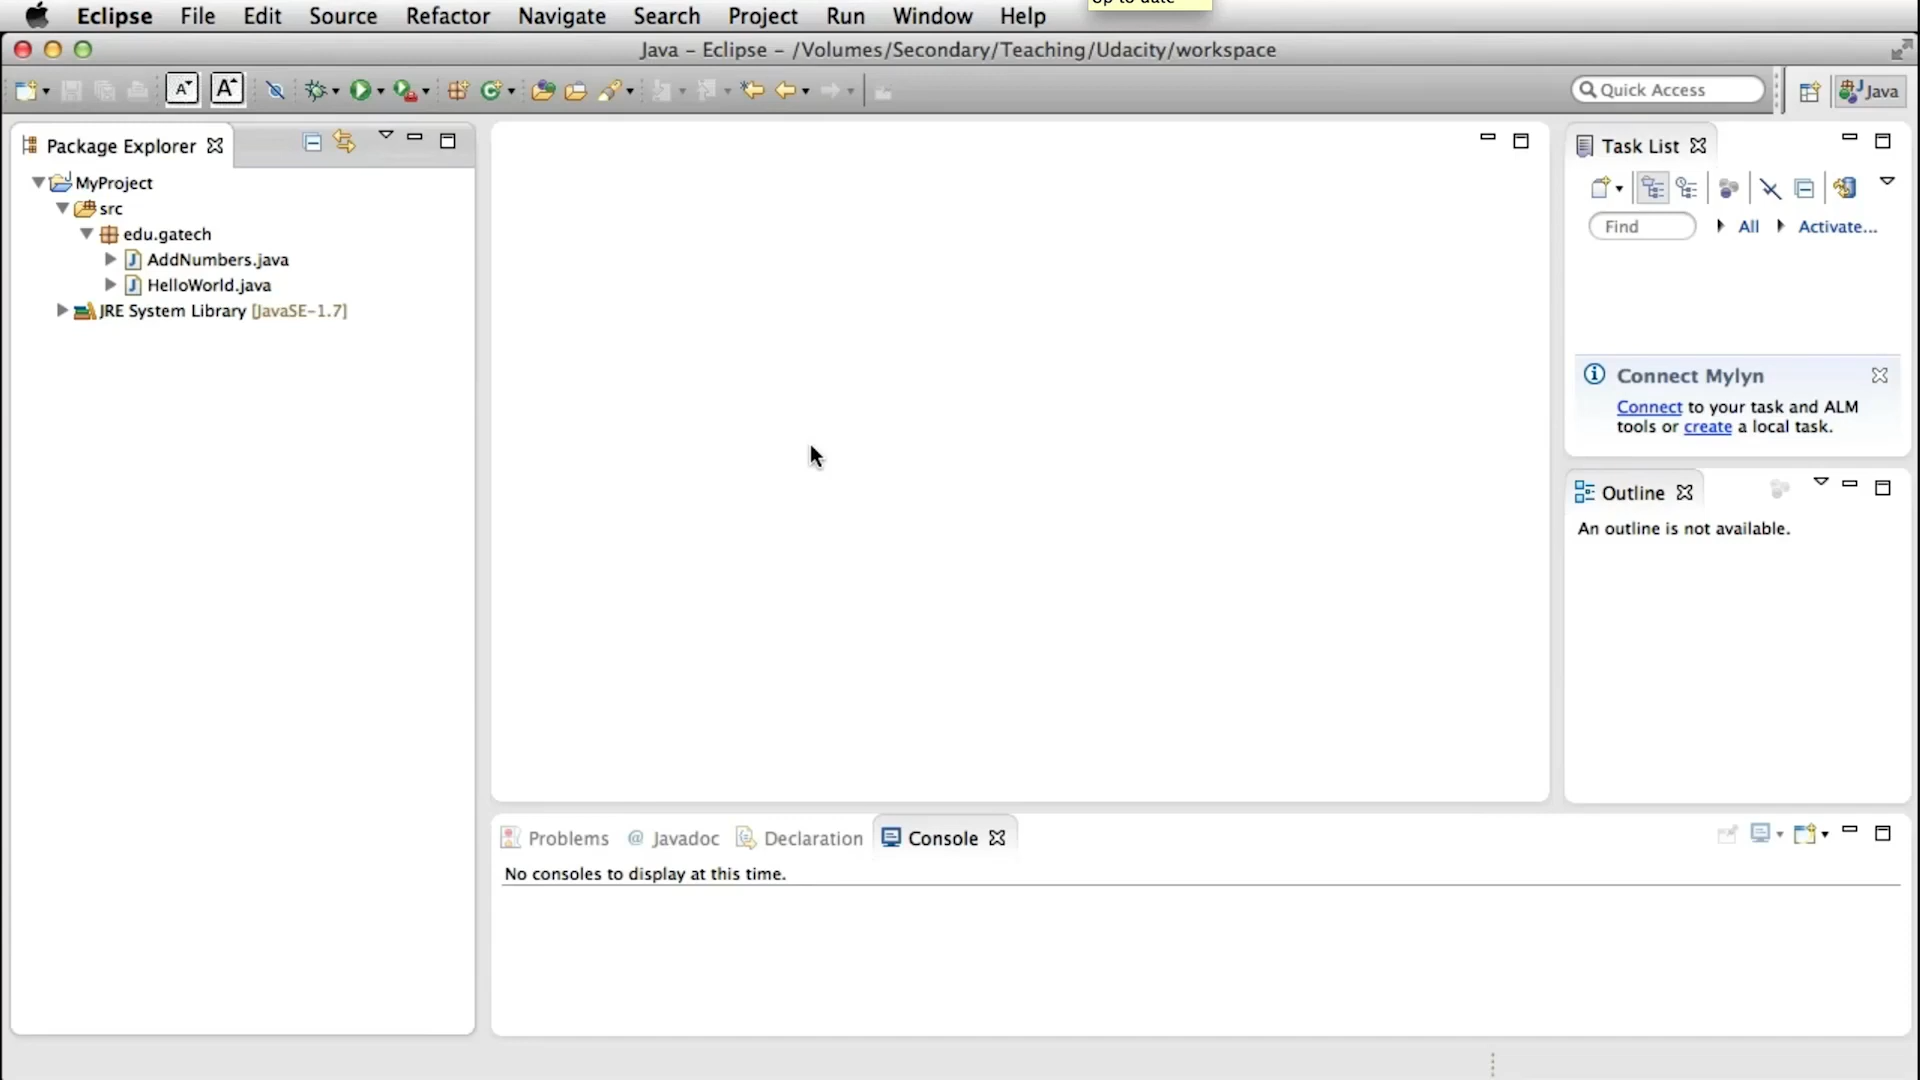 Eclipse File Edit Source Refactor Navigate Search Project Run Window Help
Up to date
Java – Eclipse – /Volumes/Secondary/Teaching/Udacity/workspace
Quick Access
Java
Package Explorer
MyProject
src
edu.gatech
AddNumbers.java
HelloWorld.java
JRE System Library [JavaSE-1.7]
Task List
Find
All
Activate...
Connect Mylyn
Connect to your task and ALM
tools or create a local task.
Outline
An outline is not available.
Problems @ Javadoc Declaration Console
No consoles to display at this time.